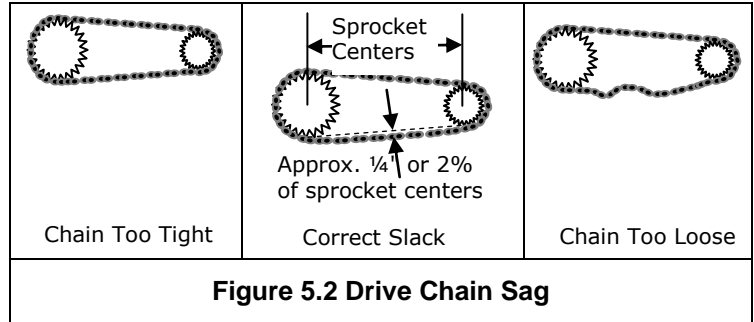 Sprocket
Centers
Approx. ¼' or 2%
of sprocket centers
Chain Too Tight
Correct Slack
Chain Too Loose
Figure 5.2 Drive Chain Sag